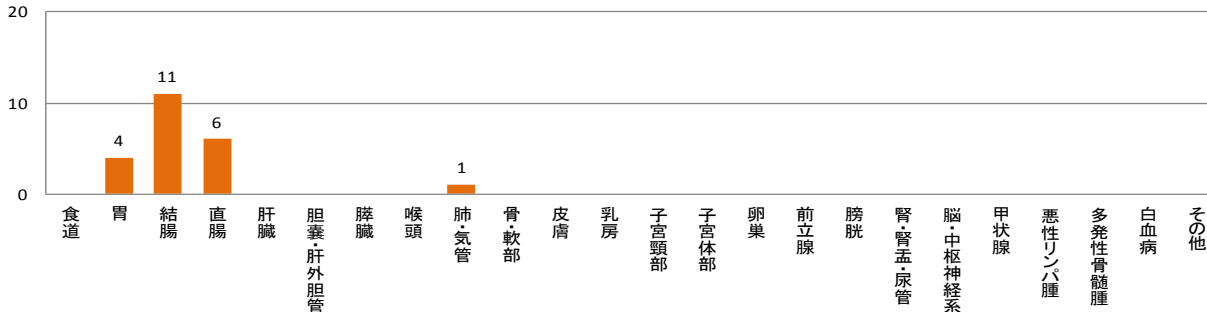 20
10
0
4
11
6
1
食道
胃
結腸
直腸
肝臓
胆嚢・肝外胆管
膵臓
喉頭
肺・気管
骨・軟部
皮膚
乳房
子宮頸部
子宮体部
卵巣
前立腺
膀胱
腎・腎盂・尿管
脳・中枢神経系
甲状腺
悪性リンパ腫
多発性骨髄腫
白血病
その他